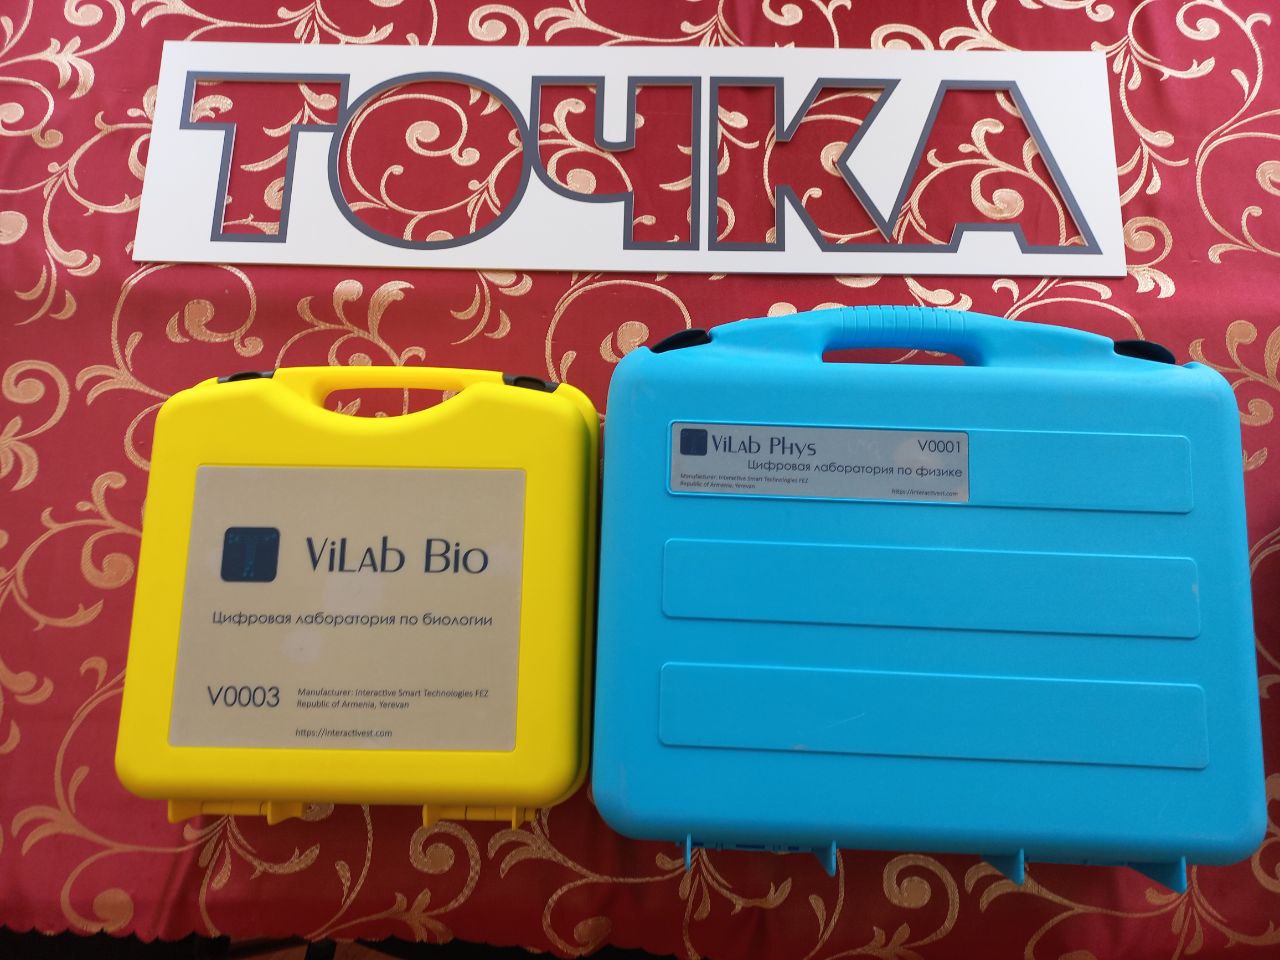 ТОЧКА
ViLab Bio
Цифровая лаборатория по биологии
V0003
Manufacturer: Interactive Smart Technologies FEZ
Republic of Armenia, Yerevan
https://interactivest.com
ViLab Phys
V0001
Цифровая лаборатория по физике
Manufacturer: Interactive Smart Technologies FEZ
Republic of Armenia, Yerevan
https://interactivest.com